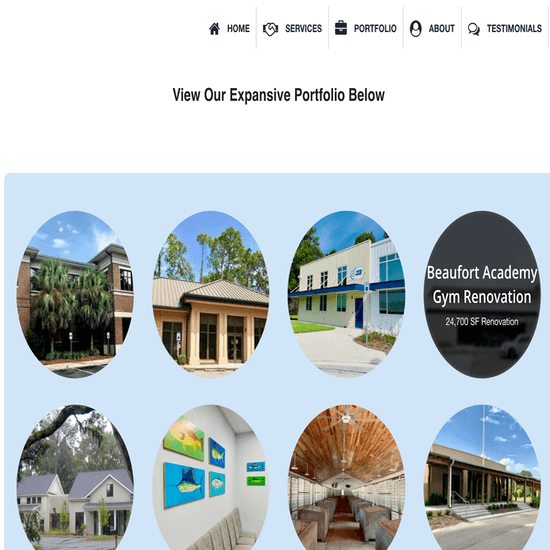 HOME SERVICES PORTFOLIO ABOUT TESTIMONIALS
View Our Expansive Portfolio Below
Beaufort Academy
Gym Renovation
24,700 SF Renovation